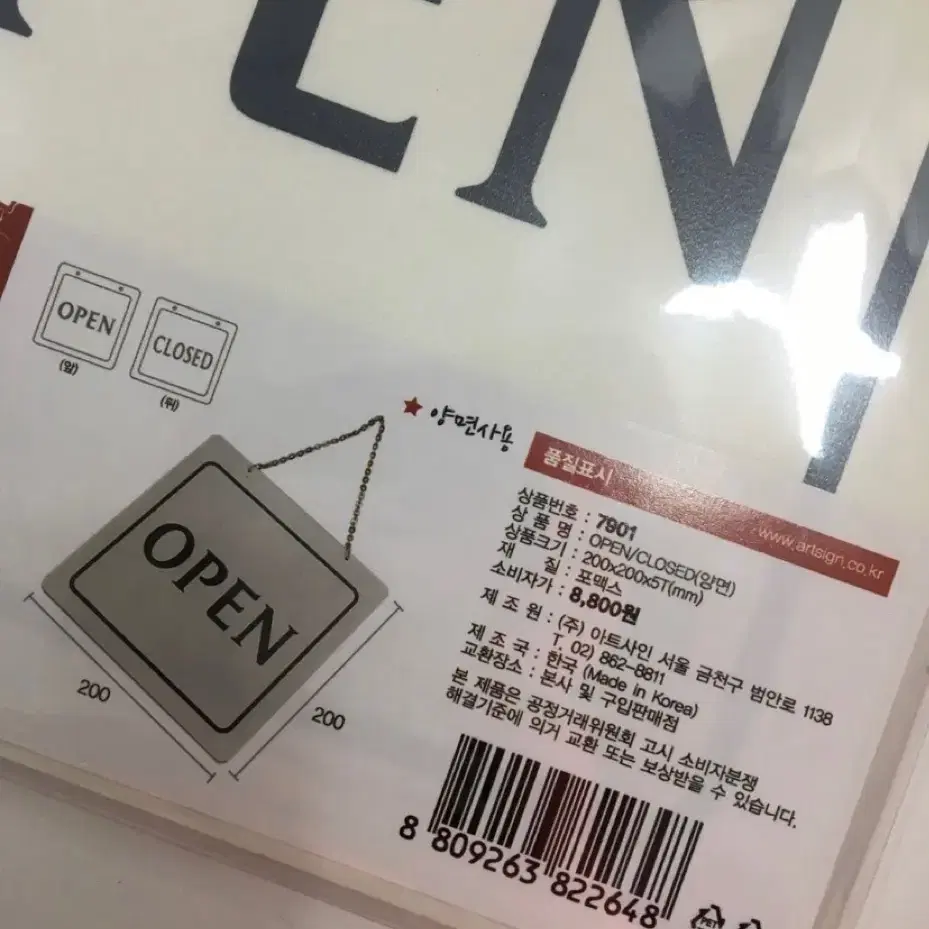 PEN
OPEN
(앞)
CLOSED
(뒤)
★ 양면사용
OPEN
200
200
품질표시
www.artsign.co.kr
상품번호 : 7901
상 품 명 : OPEN/CLOSED(양면)
상품크기 : 200x200x5T(mm)
재 질 : 포맥스
소비자가 : 8,800원
제 조 원 : (주) 아트사인 서울 금천구 범안로 1138
T. 02) 862-8811
제 조 국 : 한국 (Made in Korea)
교환장소 : 본사 및 구입판매점
본 제품은 공정거래위원회 고시 소비자분쟁
해결기준에 의거 교환 또는 보상받을 수 있습니다.
8 809263 822648
PET